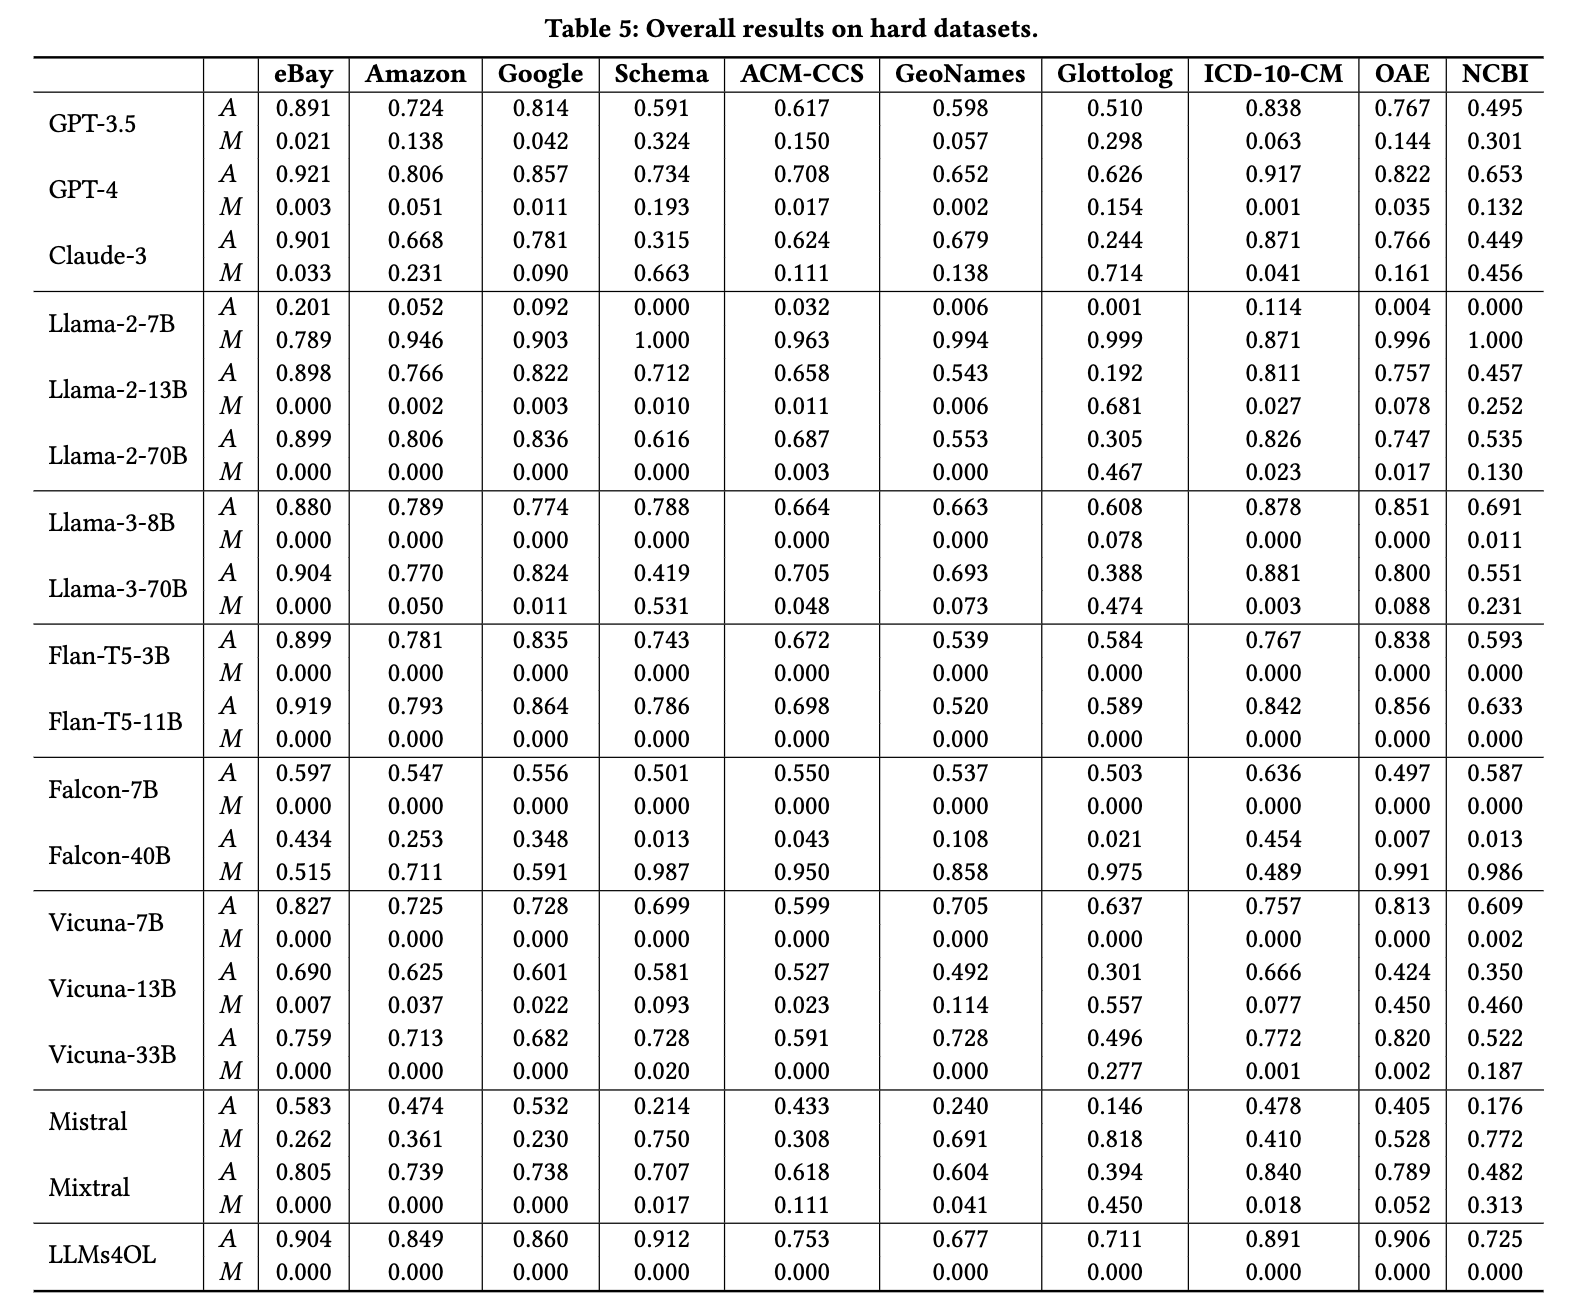 Table 5: Overall results on hard datasets.
eBay Amazon Google Schema ACM-CCS GeoNames Glottolog ICD-10-CM OAE NCBI
GPT-3.5 A 0.891 0.724 0.814 0.591 0.617 0.598 0.510 0.838 0.767 0.495
M 0.021 0.138 0.042 0.324 0.150 0.057 0.298 0.063 0.144 0.301
GPT-4 A 0.921 0.806 0.857 0.734 0.708 0.652 0.626 0.917 0.822 0.653
M 0.003 0.051 0.011 0.193 0.017 0.002 0.154 0.001 0.035 0.132
Claude-3 A 0.901 0.668 0.781 0.315 0.624 0.679 0.244 0.871 0.766 0.449
M 0.033 0.231 0.090 0.663 0.111 0.138 0.714 0.041 0.161 0.456
Llama-2-7B A 0.201 0.052 0.092 0.000 0.032 0.006 0.001 0.114 0.004 0.000
M 0.789 0.946 0.903 1.000 0.963 0.994 0.999 0.871 0.996 1.000
Llama-2-13B A 0.898 0.766 0.822 0.712 0.658 0.543 0.192 0.811 0.757 0.457
M 0.000 0.002 0.003 0.010 0.011 0.006 0.681 0.027 0.078 0.252
Llama-2-70B A 0.899 0.806 0.836 0.616 0.687 0.553 0.305 0.826 0.747 0.535
M 0.000 0.000 0.000 0.000 0.003 0.000 0.467 0.023 0.017 0.130
Llama-3-8B A 0.880 0.789 0.774 0.788 0.664 0.663 0.608 0.878 0.851 0.691
M 0.000 0.000 0.000 0.000 0.000 0.000 0.078 0.000 0.000 0.011
Llama-3-70B A 0.904 0.770 0.824 0.419 0.705 0.693 0.388 0.881 0.800 0.551
M 0.000 0.050 0.011 0.531 0.048 0.073 0.474 0.003 0.088 0.231
Flan-T5-3B A 0.899 0.781 0.835 0.743 0.672 0.539 0.584 0.767 0.838 0.593
M 0.000 0.000 0.000 0.000 0.000 0.000 0.000 0.000 0.000 0.000
Flan-T5-11B A 0.919 0.793 0.864 0.786 0.698 0.520 0.589 0.842 0.856 0.633
M 0.000 0.000 0.000 0.000 0.000 0.000 0.000 0.000 0.000 0.000
Falcon-7B A 0.597 0.547 0.556 0.501 0.550 0.537 0.503 0.636 0.497 0.587
M 0.000 0.000 0.000 0.000 0.000 0.000 0.000 0.000 0.000 0.000
Falcon-40B A 0.434 0.253 0.348 0.013 0.043 0.108 0.021 0.454 0.007 0.013
M 0.515 0.711 0.591 0.987 0.950 0.858 0.975 0.489 0.991 0.986
Vicuna-7B A 0.827 0.725 0.728 0.699 0.599 0.705 0.637 0.757 0.813 0.609
M 0.000 0.000 0.000 0.000 0.000 0.000 0.000 0.000 0.000 0.002
Vicuna-13B A 0.690 0.625 0.601 0.581 0.527 0.492 0.301 0.666 0.424 0.350
M 0.007 0.037 0.022 0.093 0.023 0.114 0.557 0.077 0.450 0.460
Vicuna-33B A 0.759 0.713 0.682 0.728 0.591 0.728 0.496 0.772 0.820 0.522
M 0.000 0.000 0.000 0.020 0.000 0.000 0.277 0.001 0.002 0.187
Mistral A 0.583 0.474 0.532 0.214 0.433 0.240 0.146 0.478 0.405 0.176
M 0.262 0.361 0.230 0.750 0.308 0.691 0.818 0.410 0.528 0.772
Mixtral A 0.805 0.739 0.738 0.707 0.618 0.604 0.394 0.840 0.789 0.482
M 0.000 0.000 0.000 0.017 0.111 0.041 0.450 0.018 0.052 0.313
LLMs4OL A 0.904 0.849 0.860 0.912 0.753 0.677 0.711 0.891 0.906 0.725
M 0.000 0.000 0.000 0.000 0.000 0.000 0.000 0.000 0.000 0.000